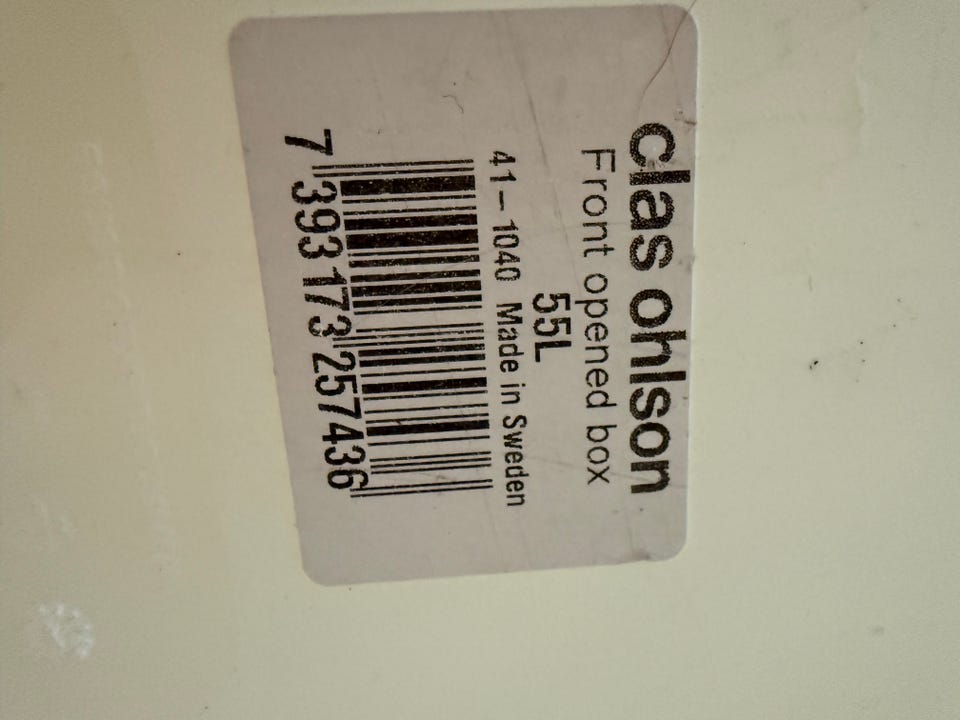 clas ohlson
Front opened box
55L
41-1040 Made in Sweden
7 393173 257436